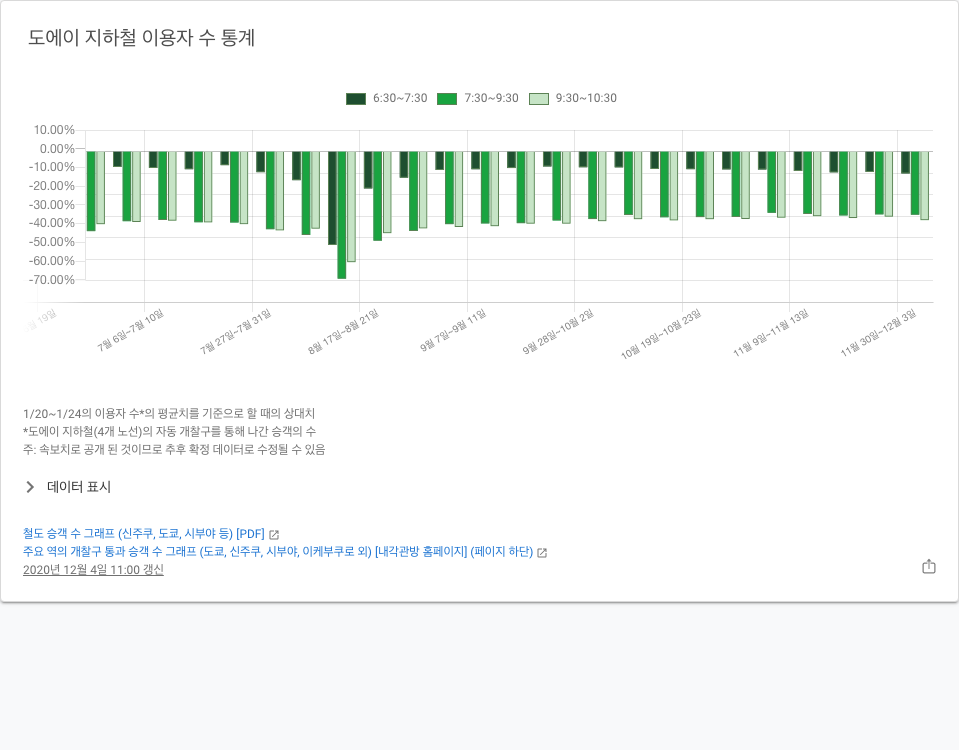 도에이 지하철 이용자 수 통계
6:30~7:30 7:30~9:30 9:30~10:30
10.00%
0.00%
-10.00%
-20.00%
-30.00%
-40.00%
-50.00%
-60.00%
-70.00%
19일 7월 6일~7월 10일 7월 27일~7월 31일 8월 17일~8월 21일 9월 7일~9월 11일 9월 28일~10월 2일 10월 19일~10월 23일 11월 9일~11월 13일 11월 30일~12월 3일
1/20~1/24의 이용자 수*의 평균치를 기준으로 할 때의 상대치
*도에이 지하철(4개 노선)의 자동 개찰구를 통해 나간 승객의 수
주: 속보치로 공개 된 것이므로 추후 확정 데이터로 수정될 수 있음
데이터 표시
철도 승객 수 그래프 (신주쿠, 도쿄, 시부야 등) [PDF]
주요 역의 개찰구 통과 승객 수 그래프 (도쿄, 신주쿠, 시부야, 이케부쿠로 외) [내각관방 홈페이지] (페이지 하단)
2020년 12월 4일 11:00 갱신